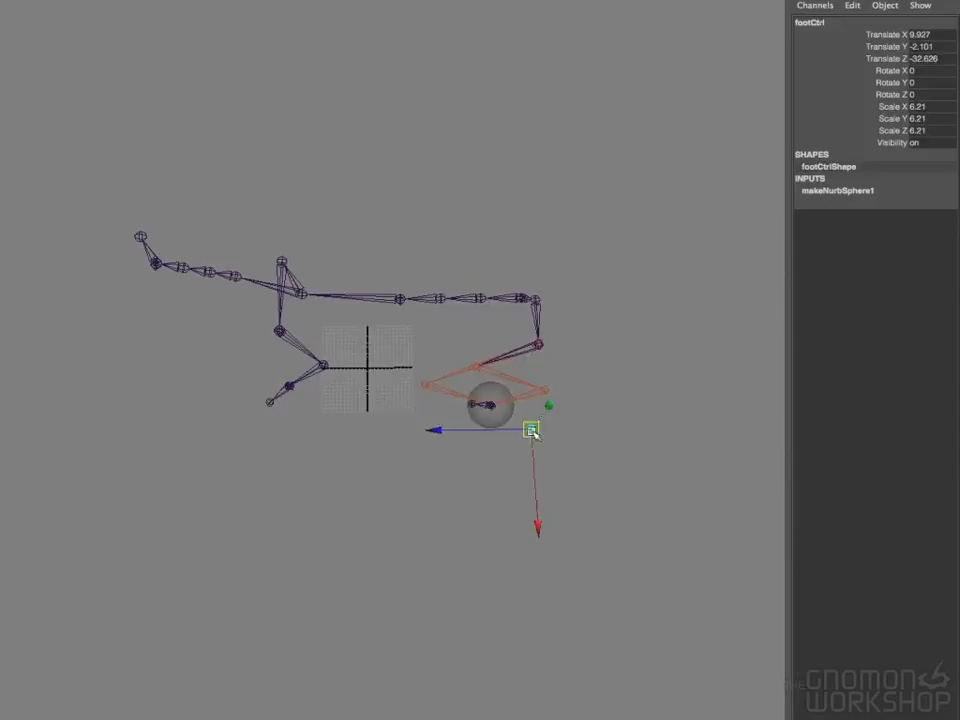 Channels Edit Object Show
footCtrl
Translate X 9.927
Translate Y -2.101
Translate Z -32.626
Rotate X 0
Rotate Y 0
Rotate Z 0
Scale X 6.21
Scale Y 6.21
Scale Z 6.21
Visibility on
SHAPES
footCtrlShape
INPUTS
makeNurbSphere1
THE GNOMON
WORKSHOP